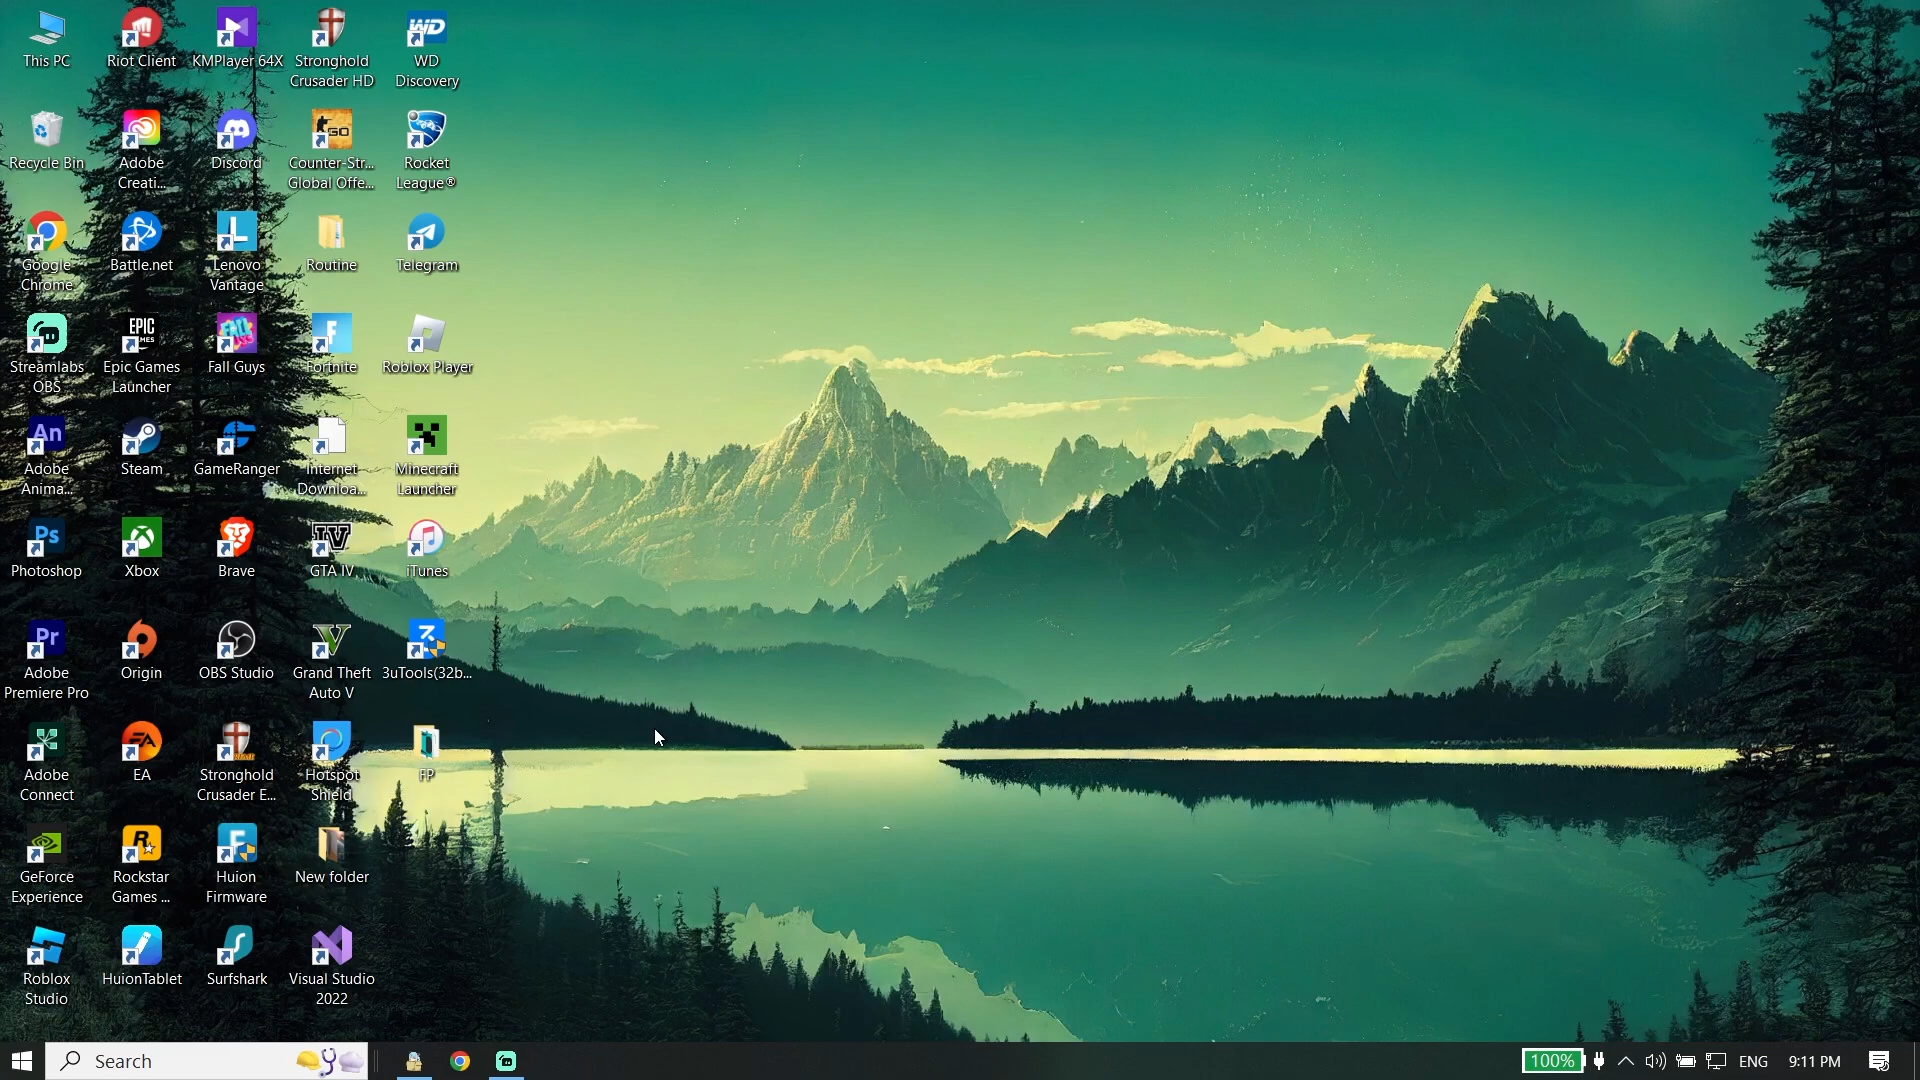 This PC
Recycle Bin
Google
Chrome
Streamlabs
OBS
An
Adobe
Anima...
Ps
Photoshop
Pr
Adobe
Premiere Pro
Adobe
Connect
GeForce
Experience
Roblox
Studio
Riot Client
Adobe
Creati...
Battle.net
EPIC
GAMES
Epic Games
Launcher
Steam
Xbox
Origin
EA
EA
R
Rockstar
Games ...
HuionTablet
KMPlayer 64X
Discord
L
Lenovo
Vantage
FALL
Fall Guys
GameRanger
Brave
OBS Studio
Stronghold
Crusader E...
F
Huion
Firmware
Surfshark
Stronghold
Crusader HD
GO
Counter-Str...
Global Offe...
Routine
F
Fortnite
Internet
Downloa...
IV
GTA IV
V
Grand Theft
Auto V
Hotspot
Shield
New folder
Visual Studio
2022
WD
WD
Discovery
Rocket
League®
Telegram
Roblox Player
Minecraft
Launcher
iTunes
3uTools(32b...
FP
Search
100%
ENG
9:11 PM